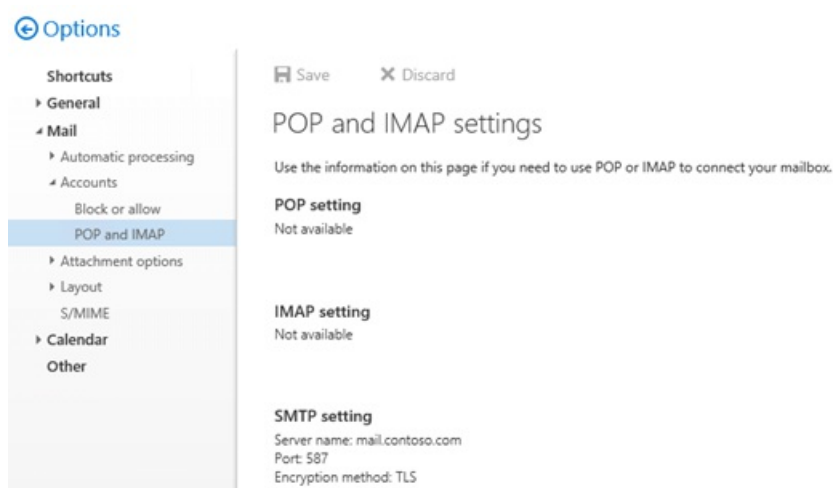 Options
Shortcuts
General
Mail
Automatic processing
Accounts
Block or allow
POP and IMAP
Attachment options
Layout
S/MIME
Calendar
Other
Save Discard
POP and IMAP settings
Use the information on this page if you need to use POP or IMAP to connect your mailbox.
POP setting
Not available
IMAP setting
Not available
SMTP setting
Server name: mail.contoso.com
Port: 587
Encryption method: TLS